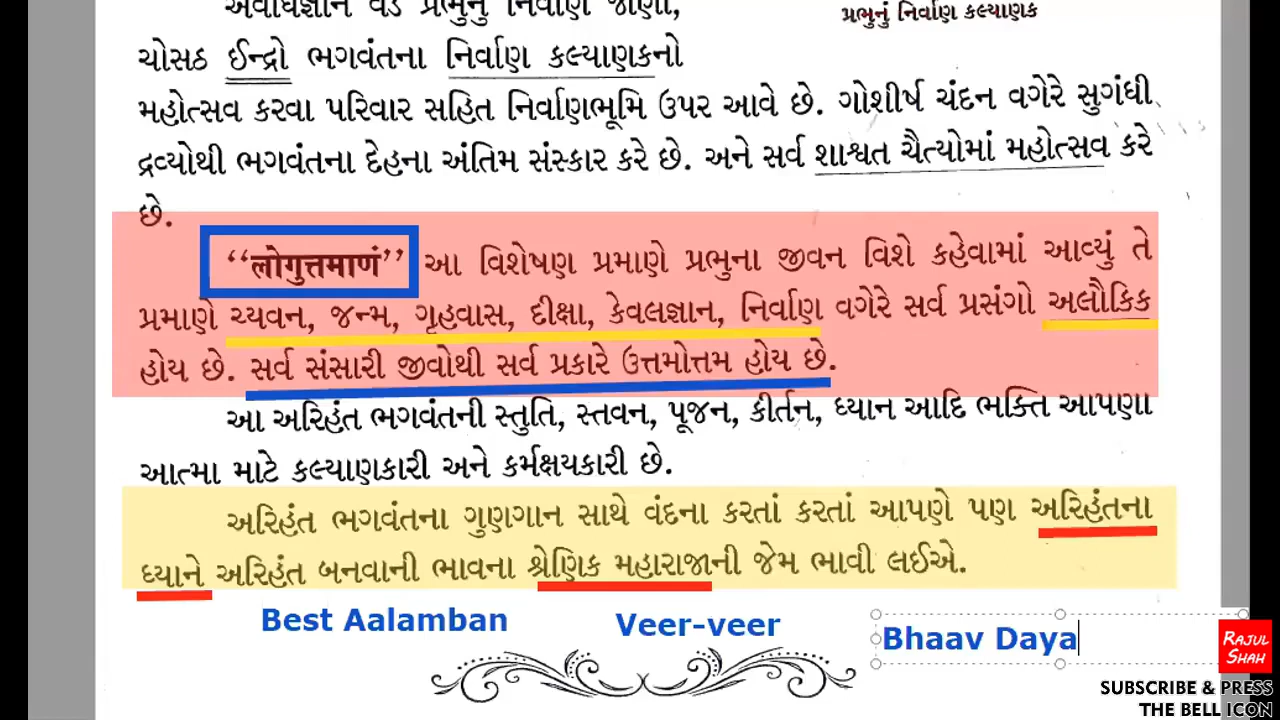 અવધિજ્ઞાન વડે પ્રભુનું નિર્વાણ જાણી,
પ્રભુનું નિર્વાણ કલ્યાણક
ચોસઠ ઈન્દ્રો ભગવંતના નિર્વાણ કલ્યાણકનો
મહોત્સવ કરવા પરિવાર સહિત નિર્વાણભૂમિ ઉપર આવે છે. ગોશીર્ષ ચંદન વગેરે સુગંધી
દ્રવ્યોથી ભગવંતના દેહના અંતિમ સંસ્કાર કરે છે. અને સર્વ શાશ્વત ચૈત્યોમાં મહોત્સવ કરે
છે.
“लोगुत्तमाणं” આ વિશેષણ પ્રમાણે પ્રભુના જીવન વિશે કહેવામાં આવ્યું તે
પ્રમાણે ચ્યવન, જન્મ, ગૃહવાસ, દીક્ષા, કેવલજ્ઞાન, નિર્વાણ વગેરે સર્વ પ્રસંગો અલૌકિક
હોય છે. સર્વ સંસારી જીવોથી સર્વ પ્રકારે ઉત્તમોત્તમ હોય છે.
આ અરિહંત ભગવંતની સ્તુતિ, સ્તવન, પૂજન, કીર્તન, ધ્યાન આદિ ભક્તિ આપણા
આત્મા માટે કલ્યાણકારી અને કર્મક્ષયકારી છે.
અરિહંત ભગવંતના ગુણગાન સાથે વંદના કરતાં કરતાં આપણે પણ અરિહંતના
ધ્યાને અરિહંત બનવાની ભાવના શ્રેણિક મહારાજાની જેમ ભાવી લઈએ.
Best Aalamban Veer-veer Bhaav Daya
RAJUL
SHAH
SUBSCRIBE & PRESS
THE BELL ICON